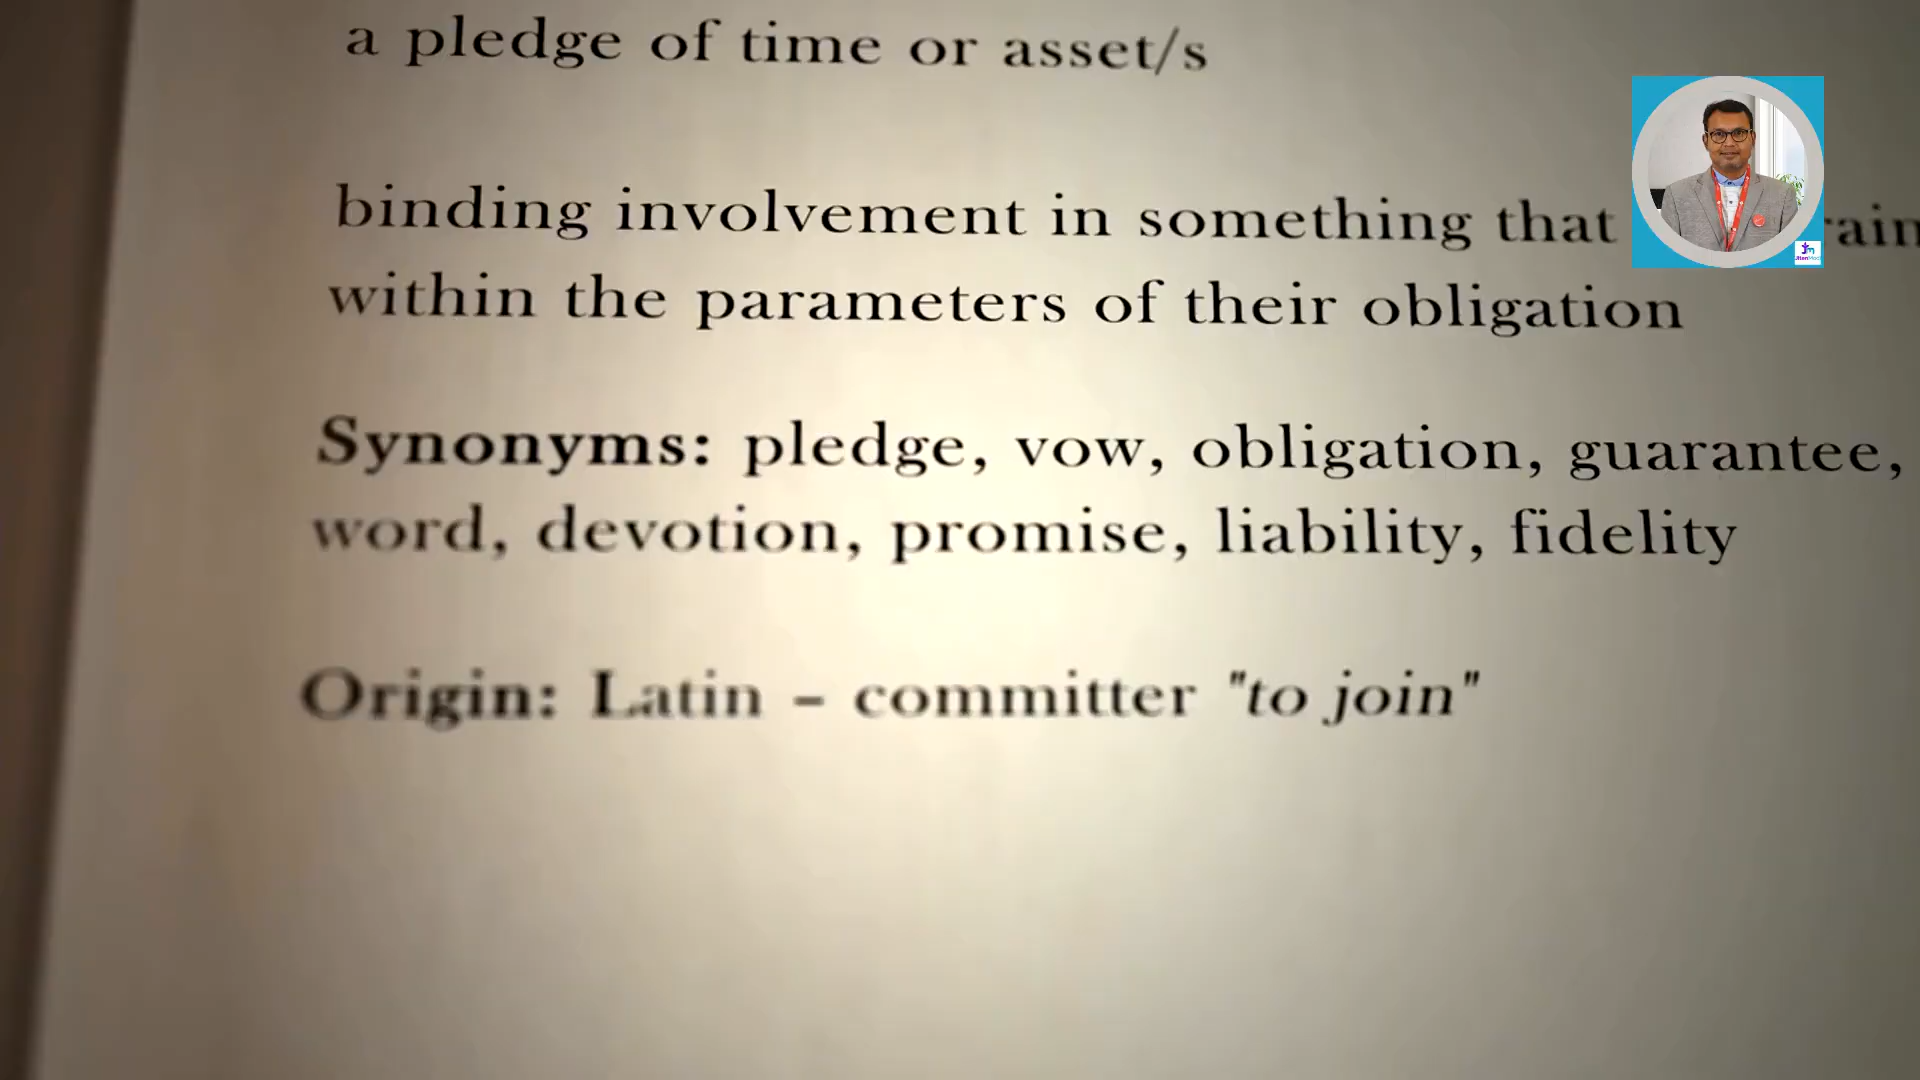 a pledge of time or asset/s
binding involvement in something that
within the parameters of their obligation
Synonyms: pledge, vow, obligation, guarantee,
word, devotion, promise, liability, fidelity
Origin: Latin – committer "to join"